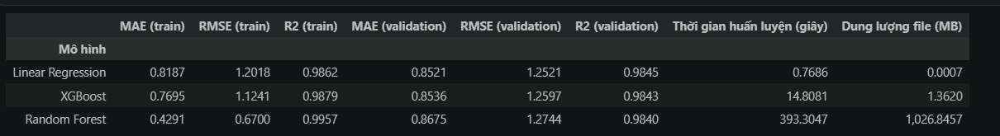 MAE (train) RMSE (train) R2 (train) MAE (validation) RMSE (validation) R2 (validation) Thời gian huấn luyện (giây) Dung lượng file (MB)
Mô hình
Linear Regression 0.8187 1.2018 0.9862 0.8521 1.2521 0.9845 0.7686 0.0007
XGBoost 0.7695 1.1241 0.9879 0.8536 1.2597 0.9843 14.8081 1.3620
Random Forest 0.4291 0.6700 0.9957 0.8675 1.2744 0.9840 393.3047 1,026.8457